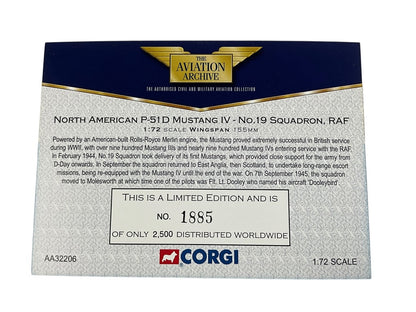 THE
AVIATION
ARCHIVE
THE AUTHORISED CIVIL AND MILITARY AVIATION COLLECTION
NORTH AMERICAN P-51D MUSTANG IV - NO.19 SQUADRON, RAF
1:72 SCALE WINGSPAN 155MM
Powered by an American-built Rolls-Royce Merlin engine, the Mustang proved extremely successful in British service
during WWII, with over nine hundred Mustang IIIs and nearly nine hundred Mustang IVs entering service with the RAF.
In February 1944, No.19 Squadron took delivery of its first Mustangs, which provided close support for the army from
D-Day onwards. In September the squadron returned to East Anglia, then Scotland, to undertake long-range escort
missions, being re-equipped with the Mustang IV until the end of the war. On 7th September 1945, the squadron
moved to Molesworth at which time one of the pilots was Flt. Lt. Dooley who named his aircraft 'Dooleybird'.
THIS IS A LIMITED EDITION AND IS
NO. 1885
OF ONLY 2,500 DISTRIBUTED WORLDWIDE
AA32206
CORGI
1:72 SCALE